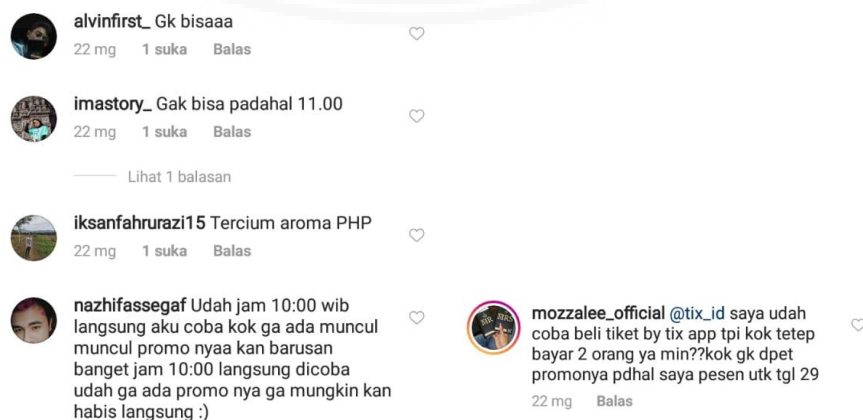 alvinfirst_ Gk bisaaa
22 mg 1 suka Balas
imastory_ Gak bisa padahal 11.00
22 mg 1 suka Balas
Lihat 1 balasan
iksanfahrurazi15 Tercium aroma PHP
22 mg 1 suka Balas
nazhifassegaf Udah jam 10:00 wib
langsung aku coba kok ga ada muncul
muncul promo nyaa kan barusan
banget jam 10:00 langsung dicoba
udah ga ada promo nya ga mungkin kan
habis langsung :)
mozzalee_official @tix_id saya udah
coba beli tiket by tix app tpi kok tetep
bayar 2 orang ya min??kok gk dpet
promonya pdhal saya pesen utk tgl 29
22 mg Balas